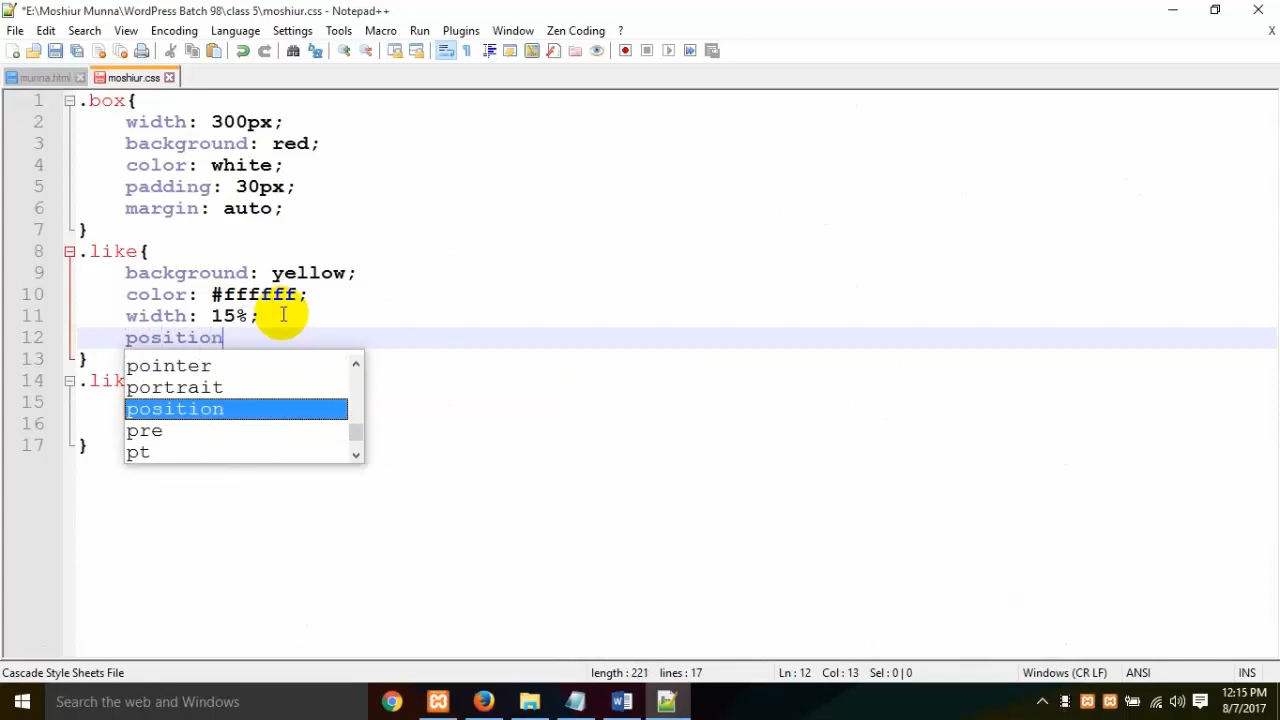 *E:\Moshiur Munna\WordPress Batch 98\class 5\moshiur.css - Notepad++
File Edit Search View Encoding Language Settings Tools Macro Run Plugins Window Zen Coding ? X
munna.html moshiur.css
1 .box{
2 width: 300px;
3 background: red;
4 color: white;
5 padding: 30px;
6 margin: auto;
7 }
8 .like{
9 background: yellow;
10 color: #ffffff;
11 width: 15%;
12 position
13 }
pointer
14 .lik
portrait
15
position
16
pre
17 }
pt
Cascade Style Sheets File length : 221 lines : 17 Ln : 12 Col : 13 Sel : 0 | 0 Windows (CR LF) ANSI INS
Search the web and Windows
12:15 PM
8/7/2017